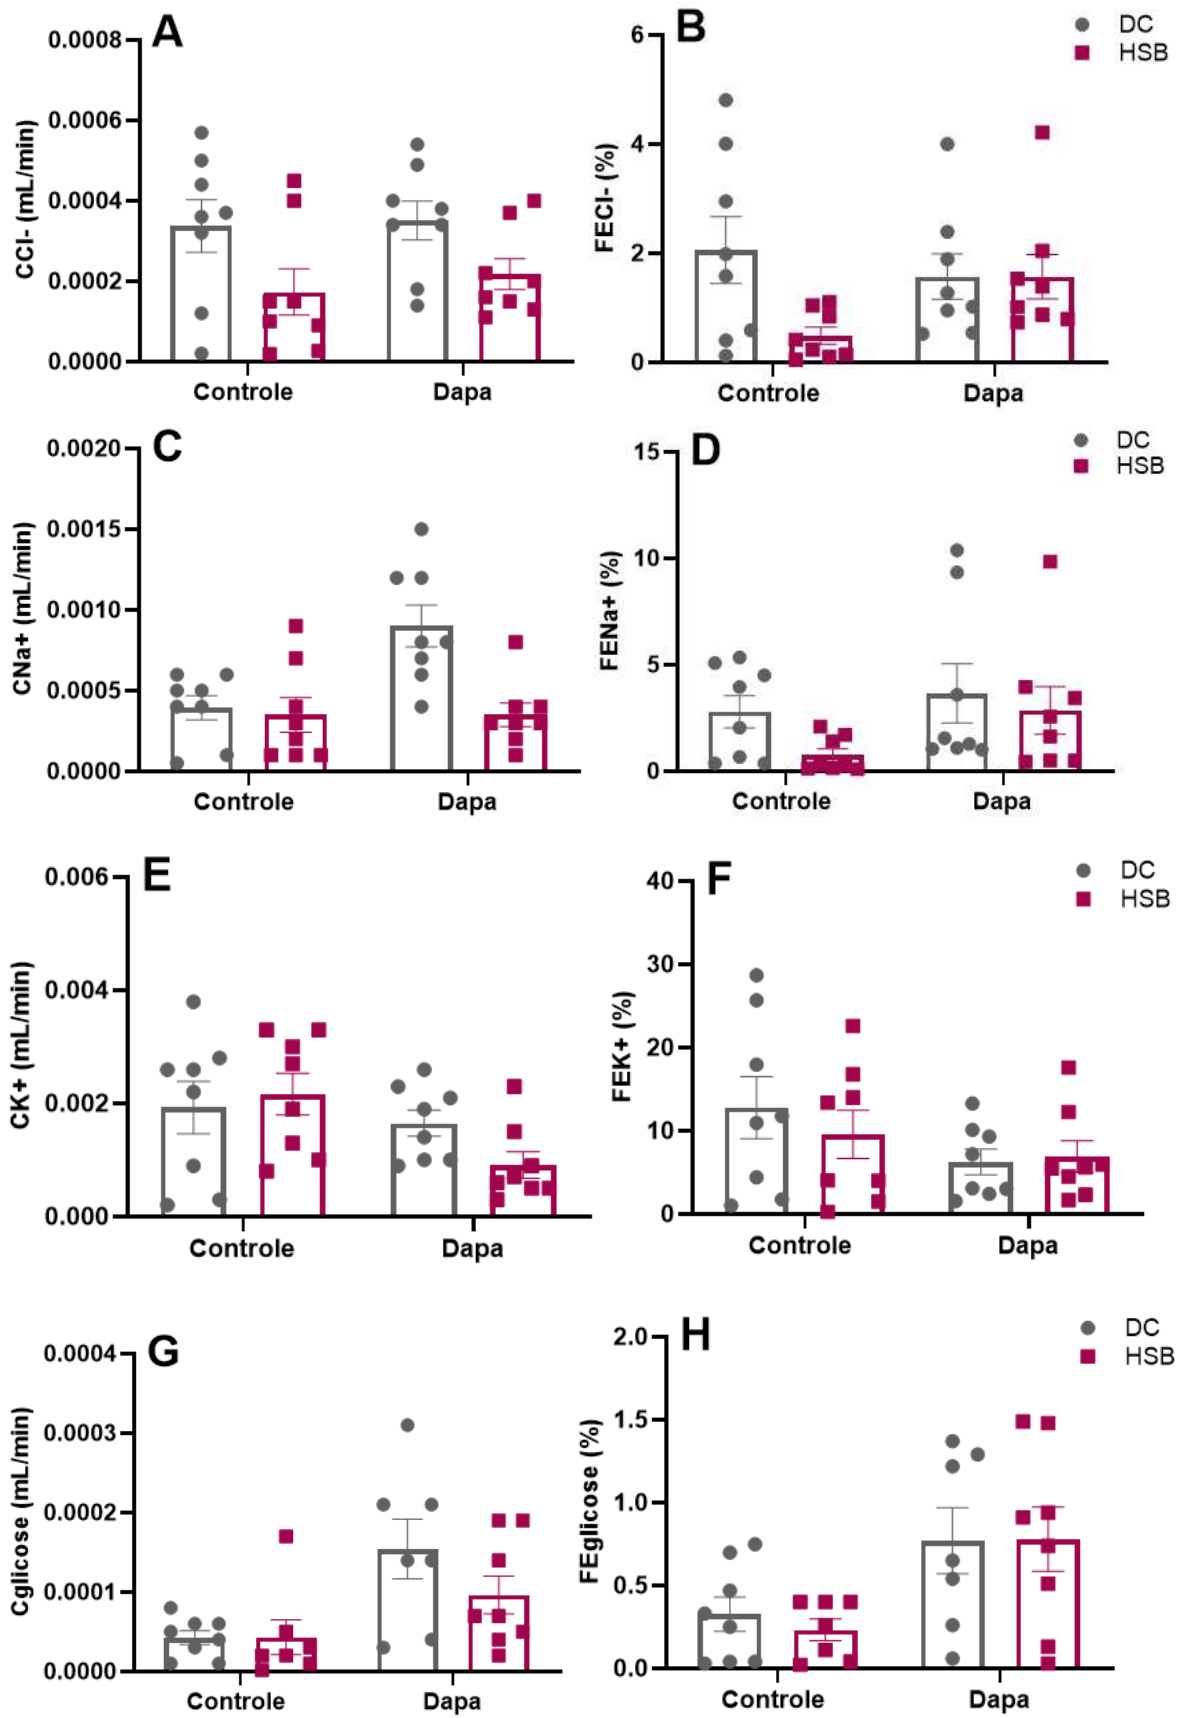 A
CCl- (mL/min)
0.0008
0.0006
0.0004
0.0002
0.0000
Controle
Dapa
B
FECl- (%)
6
4
2
0
Controle
Dapa
DC
HSB
C
CNa+ (mL/min)
0.0020
0.0015
0.0010
0.0005
0.0000
Controle
Dapa
D
FENa+ (%)
15
10
5
0
Controle
Dapa
DC
HSB
E
CK+ (mL/min)
0.006
0.004
0.002
0.000
Controle
Dapa
F
FEK+ (%)
40
30
20
10
0
Controle
Dapa
DC
HSB
G
Cglicose (mL/min)
0.0004
0.0003
0.0002
0.0001
0.0000
Controle
Dapa
H
FEglicose (%)
2.0
1.5
1.0
0.5
0.0
Controle
Dapa
DC
HSB